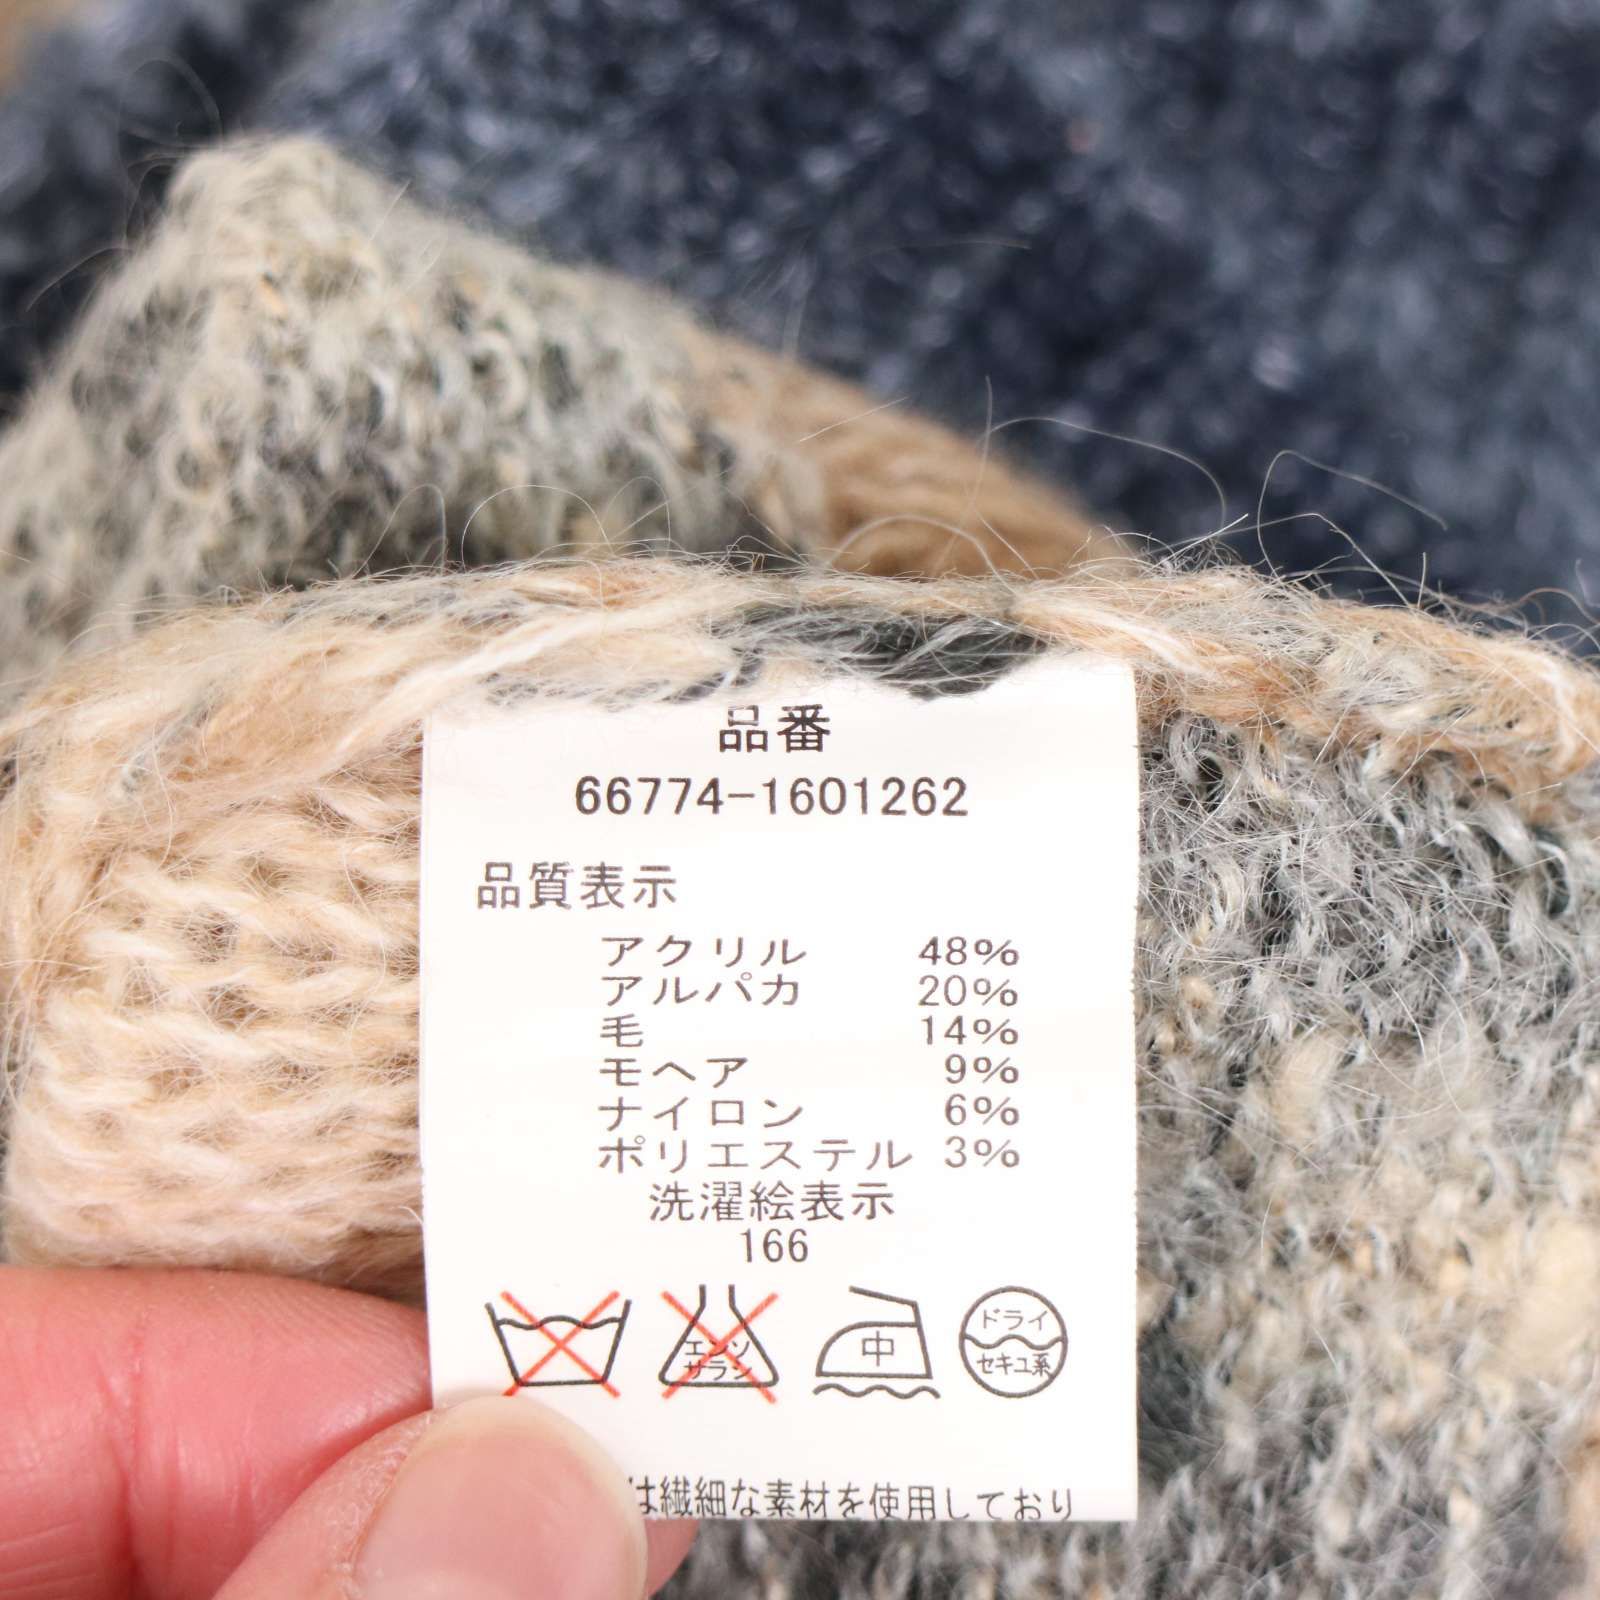 品番
66774-1601262
品質表示
アクリル 48%
アルパカ 20%
毛 14%
モヘア 9%
ナイロン 6%
ポリエステル 3%
洗濯絵表示
166
エンソ
サラシ
中
ドライ
セキユ系
は繊細な素材を使用しており